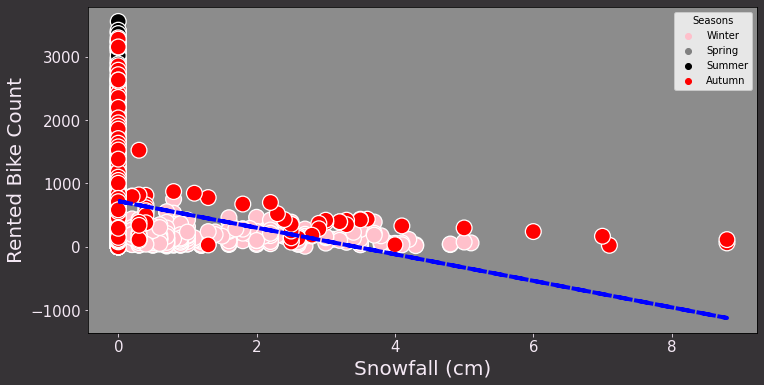 Seasons
Winter
Spring
Summer
Autumn
3000
2000
1000
0
−1000
Rented Bike Count
0 2 4 6 8
Snowfall (cm)